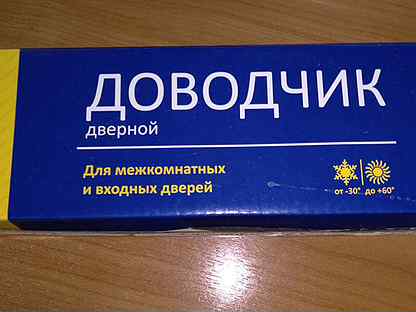 ДОВОДЧИК
дверной
Для межкомнатных
и входных дверей
от -30° до +60°